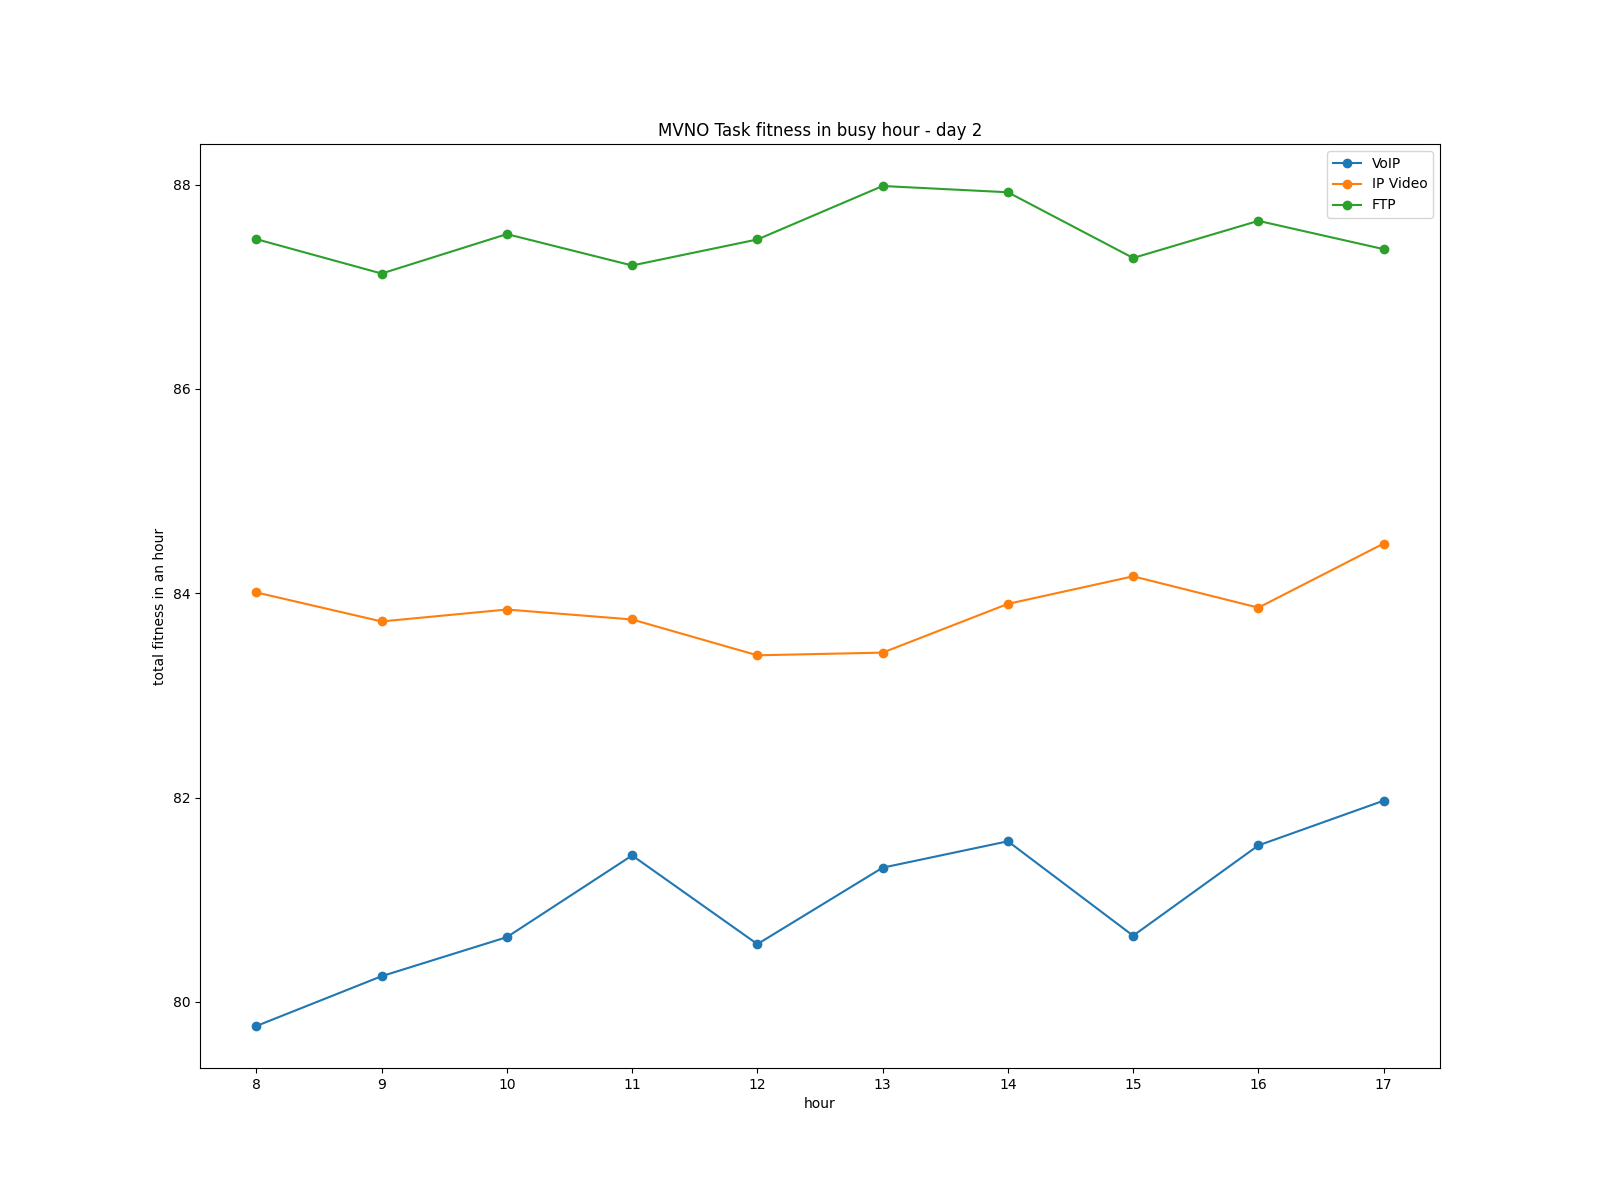 MVNO Task fitness in busy hour - day 2
VoIP
IP Video
FTP
88
86
84
82
80
total fitness in an hour
8 9 10 11 12 13 14 15 16 17
hour